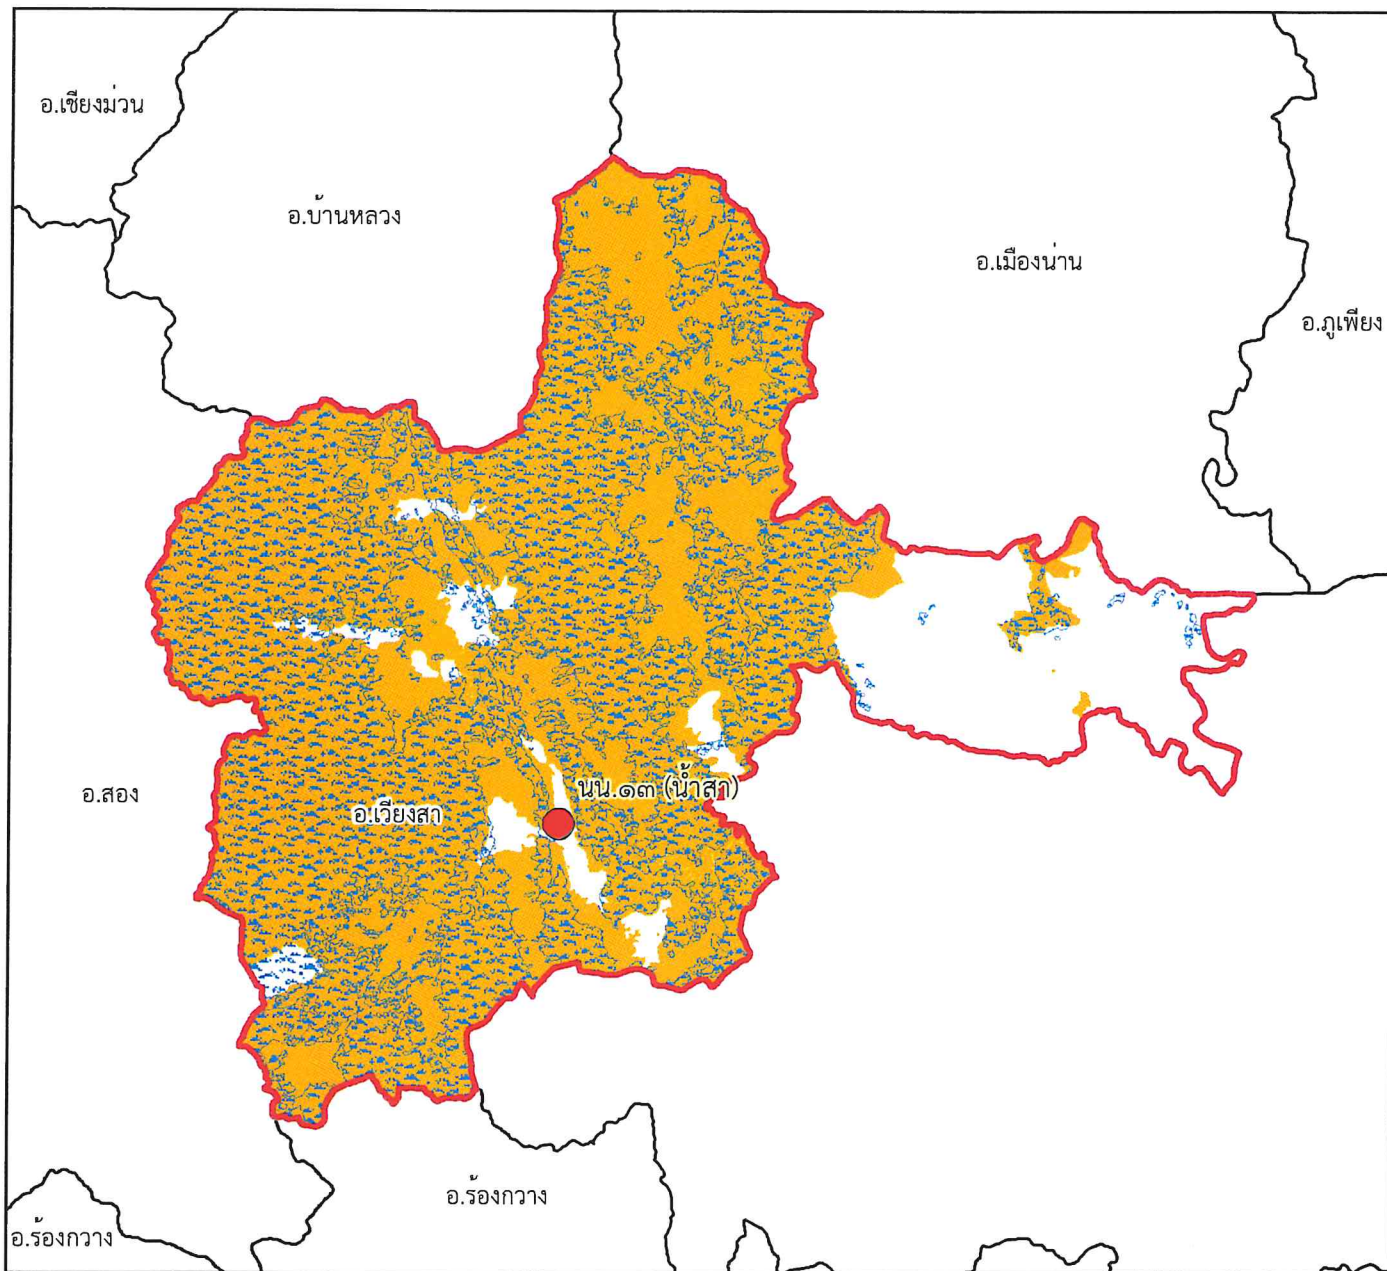 อ.เชียงม่วน
อ.บ้านหลวง
อ.เมืองน่าน
อ.ภูเพียง
อ.สอง
นน.๑๓ (น้ำสา)
อ.เวียงสา
อ.ร้องกวาง
อ.ร้องกวาง